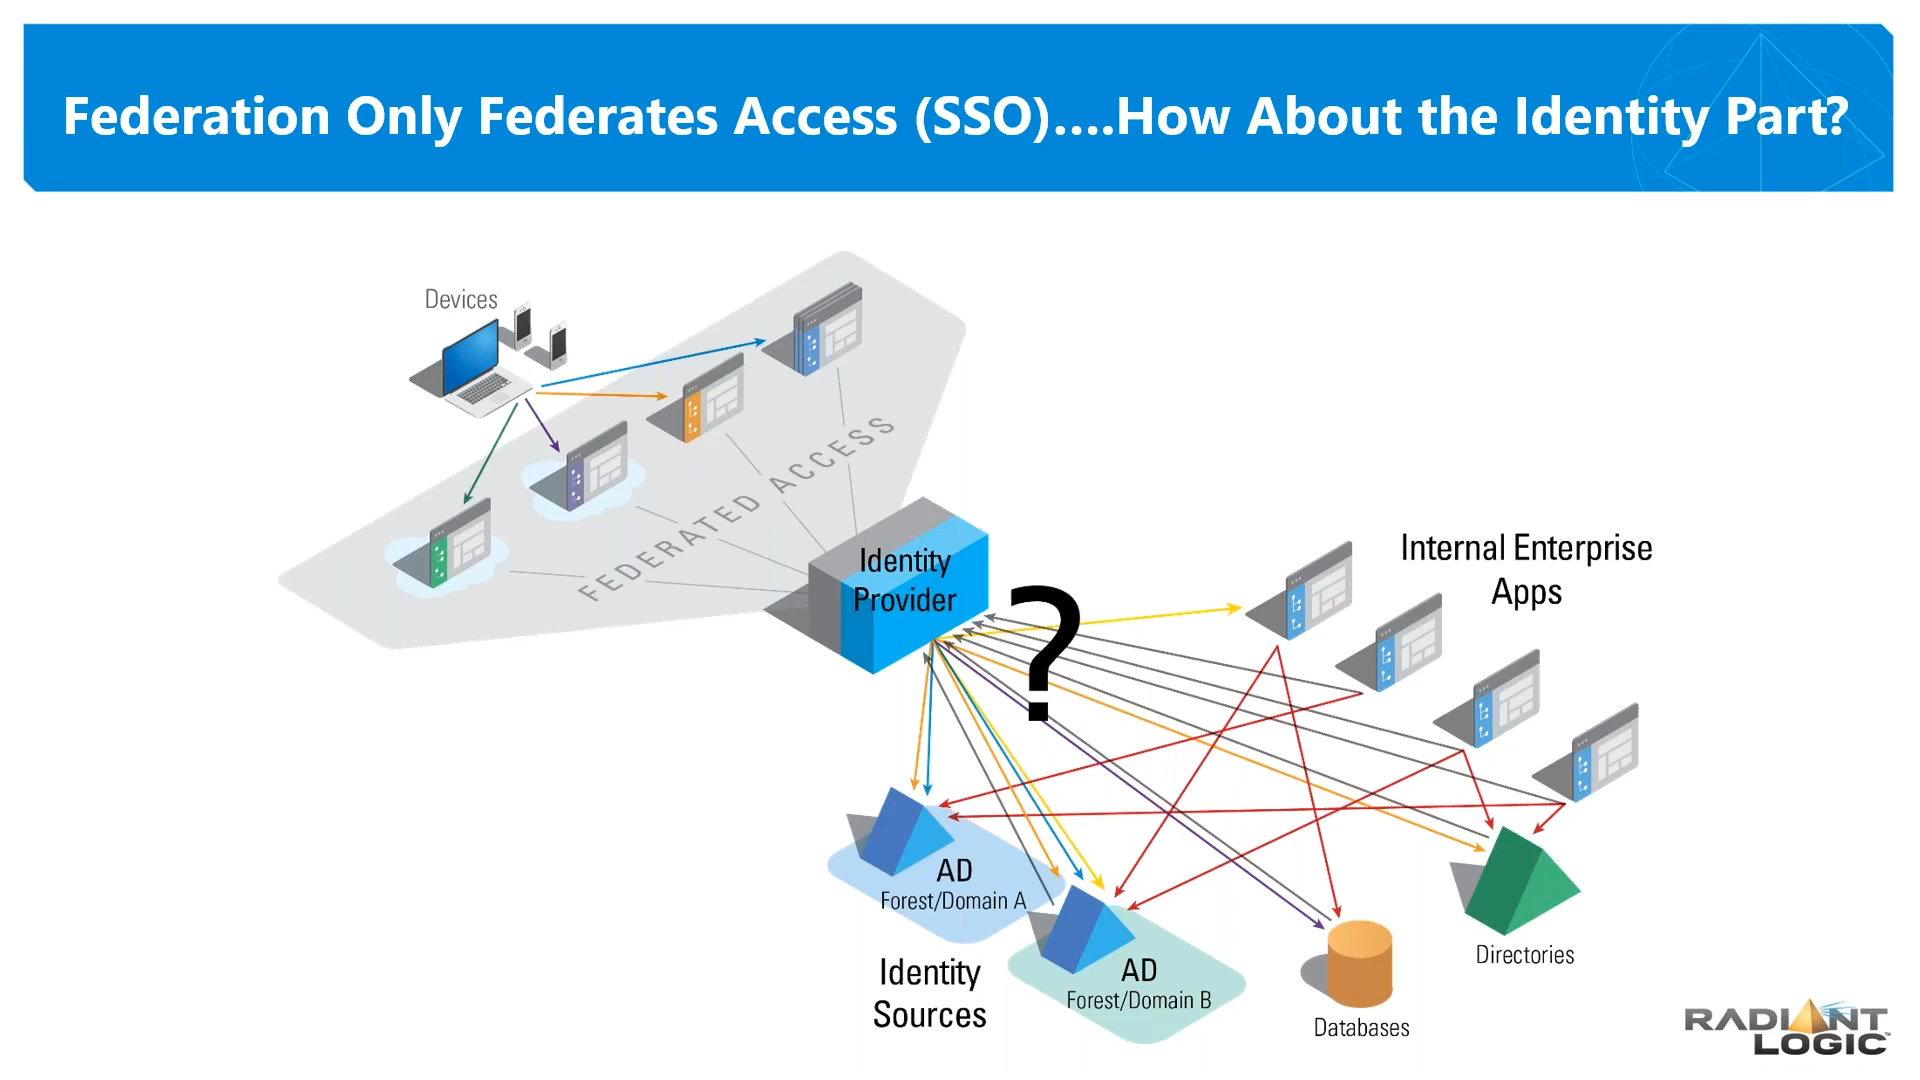 Federation Only Federates Access (SSO)....How About the Identity Part?
Devices
FEDERATED ACCESS
Identity
Provider
?
Internal Enterprise
Apps
AD
Forest/Domain A
Identity
Sources
AD
Forest/Domain B
Databases
Directories
RADIANT
LOGIC™